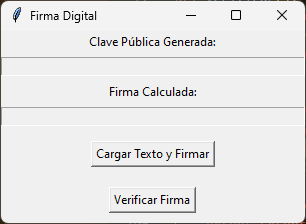 Firma Digital
Clave Pública Generada:
Firma Calculada:
Cargar Texto y Firmar
Verificar Firma